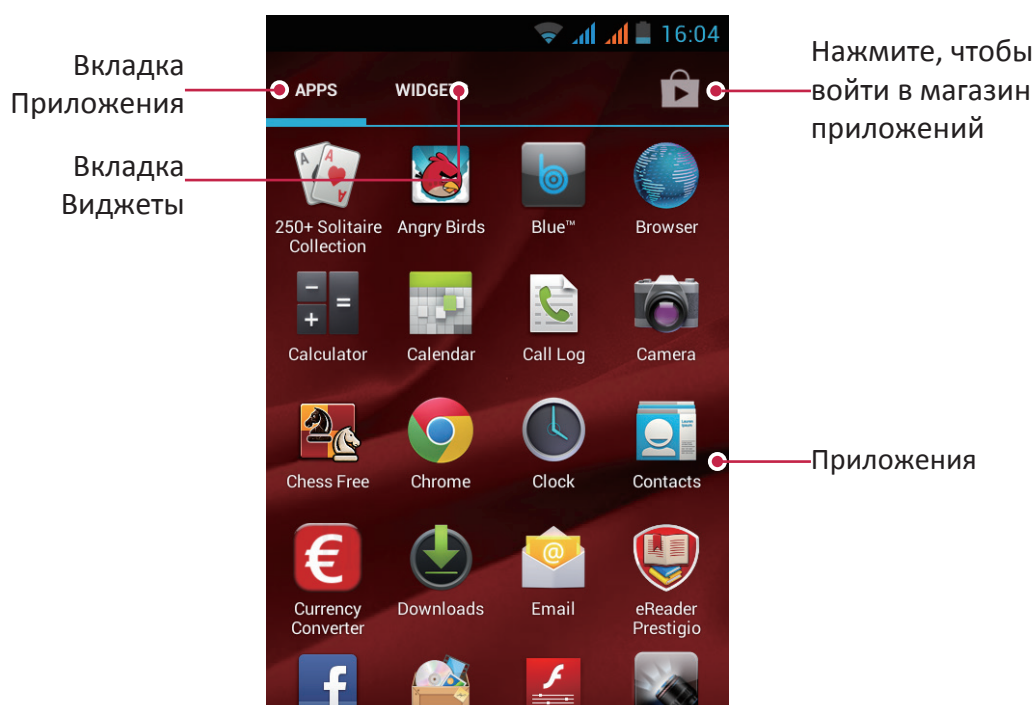 16:04
Вкладка
Приложения
APPS
Нажмите, чтобы
войти в магазин
приложений
Вкладка
Виджеты
250+ Solitaire
Collection
Angry Birds
Blue™
Browser
Calculator
Calendar
Call Log
Camera
Chess Free
Chrome
Clock
Contacts
Приложения
Currency
Converter
Downloads
Email
eReader
Prestigio